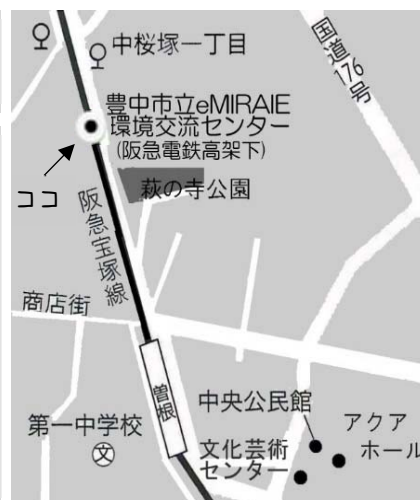 中桜塚一丁目
国道176号
豊中市立eMIRAIE
環境交流センター
(阪急電鉄高架下)
ココ
萩の寺公園
阪急宝塚線
商店街
曽根
中央公民館
第一中学校
文
アクア
ホール
文化芸術
センター